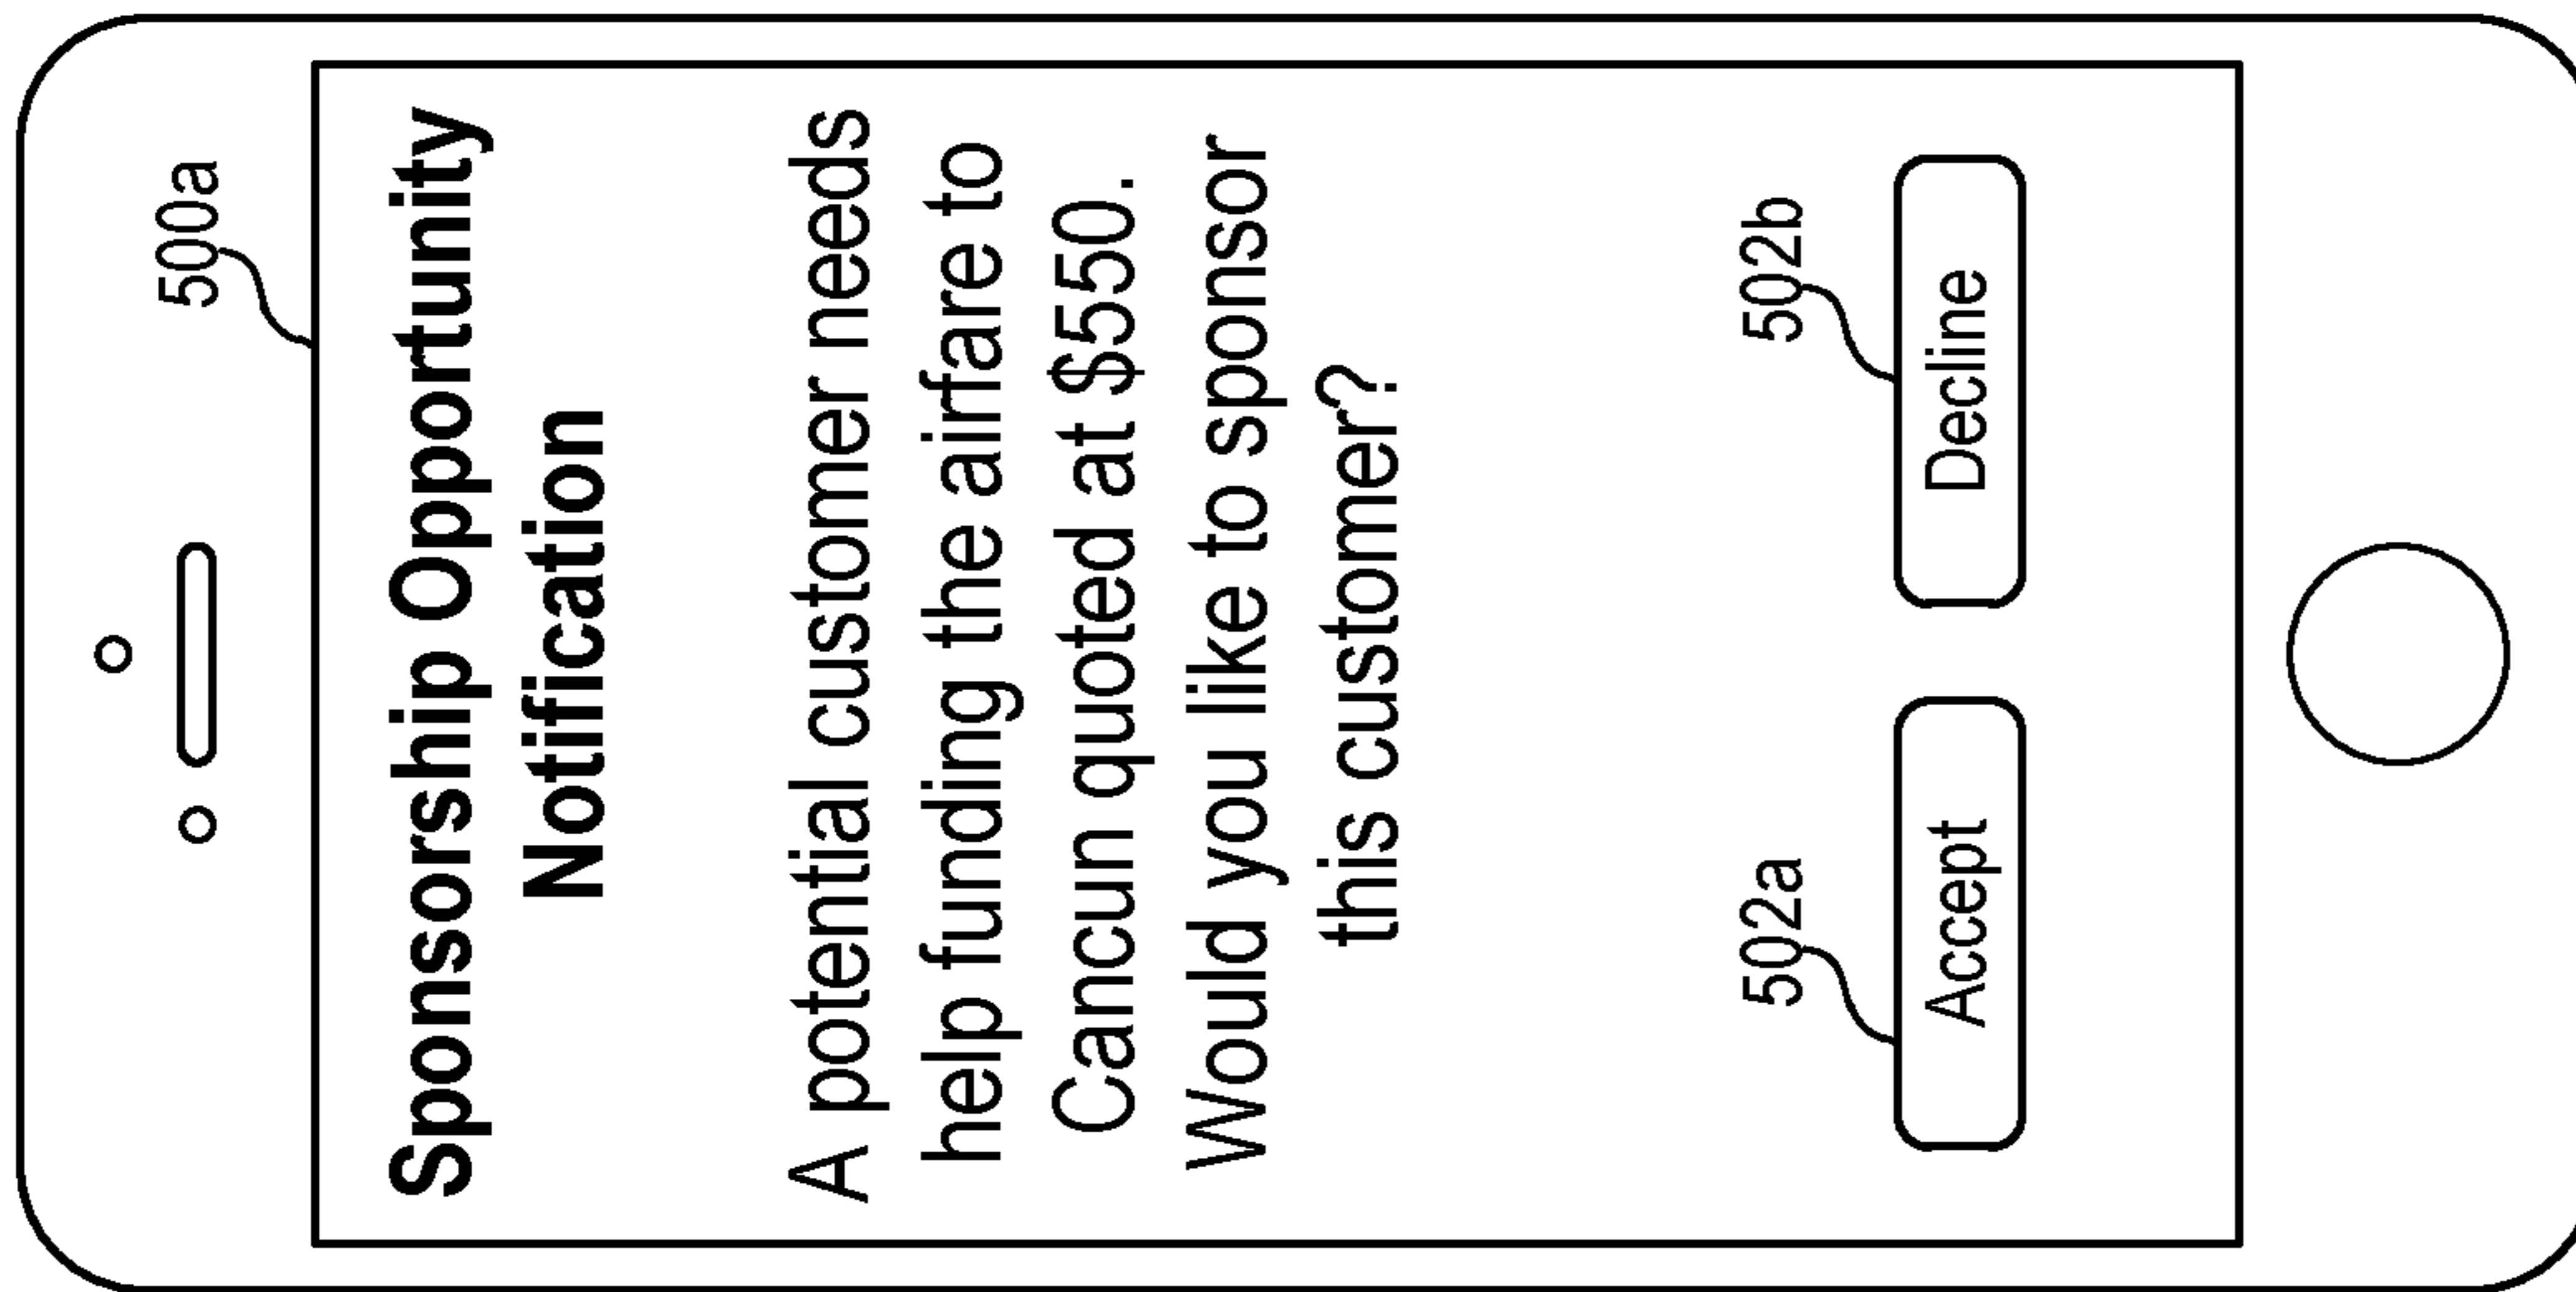 500a
Sponsorship Opportunity
Notification
A potential customer needs
help funding the airfare to
Cancun quoted at $550.
Would you like to sponsor
this customer?
502a
502b
Accept
Decline